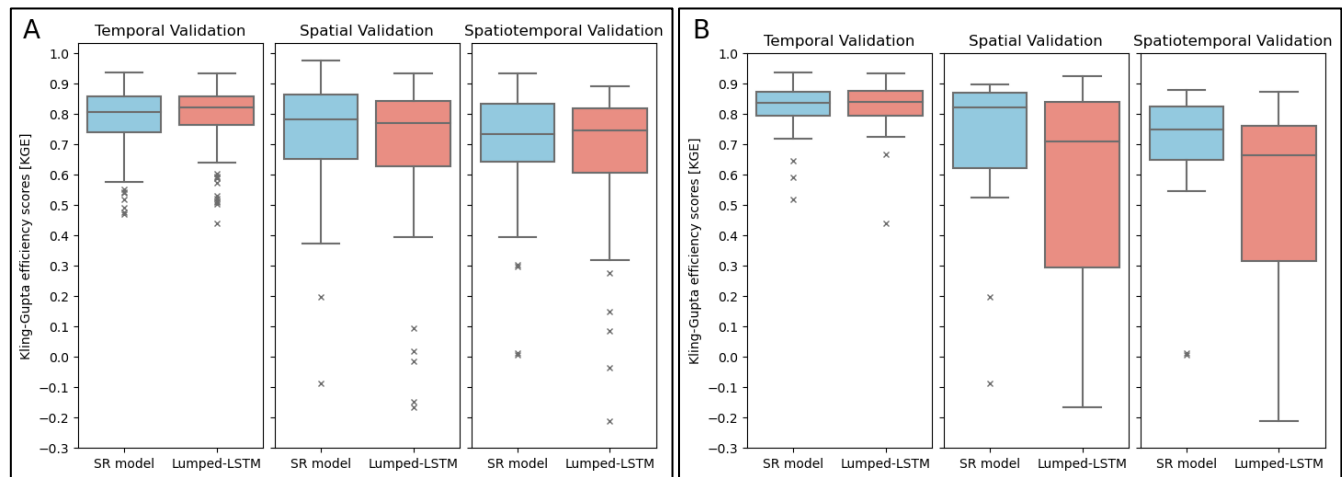 A
Temporal Validation
Spatial Validation
Spatiotemporal Validation
Kling-Gupta efficiency scores [KGE]
1.0
0.9
0.8
0.7
0.6
0.5
0.4
0.3
0.2
0.1
0.0
−0.1
−0.2
−0.3
SR model
Lumped-LSTM
SR model
Lumped-LSTM
SR model
Lumped-LSTM
B
Temporal Validation
Spatial Validation
Spatiotemporal Validation
Kling-Gupta efficiency scores [KGE]
1.0
0.9
0.8
0.7
0.6
0.5
0.4
0.3
0.2
0.1
0.0
−0.1
−0.2
−0.3
SR model
Lumped-LSTM
SR model
Lumped-LSTM
SR model
Lumped-LSTM